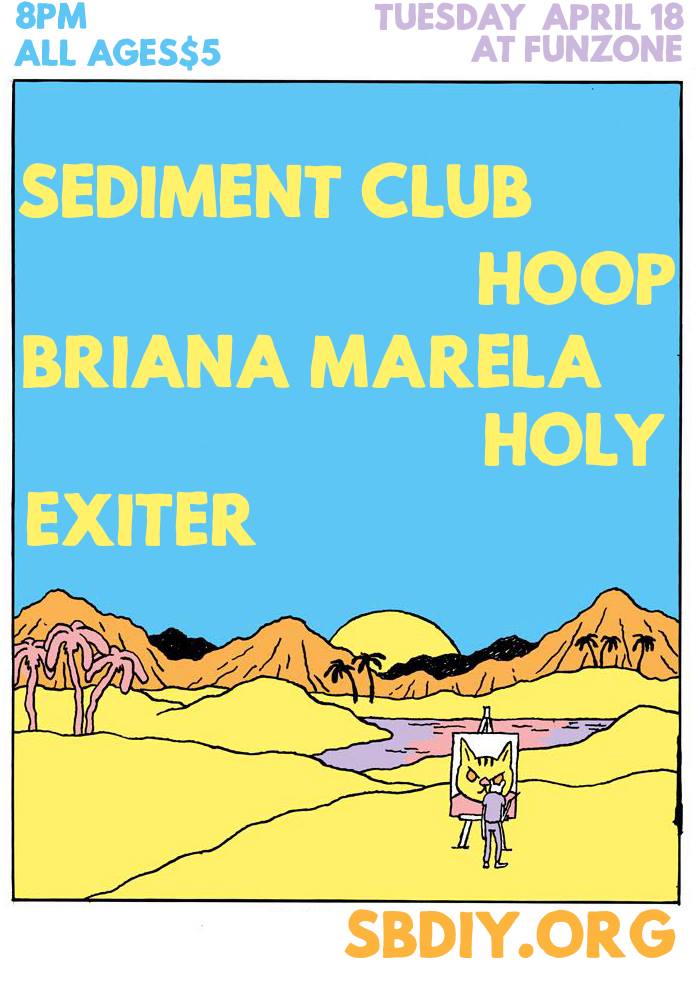 8PM
TUESDAY APRIL 18
ALL AGES$5
AT FUNZONE
SEDIMENT CLUB
HOOP
BRIANA MARELA
HOLY
EXITER
SBDIY.ORG